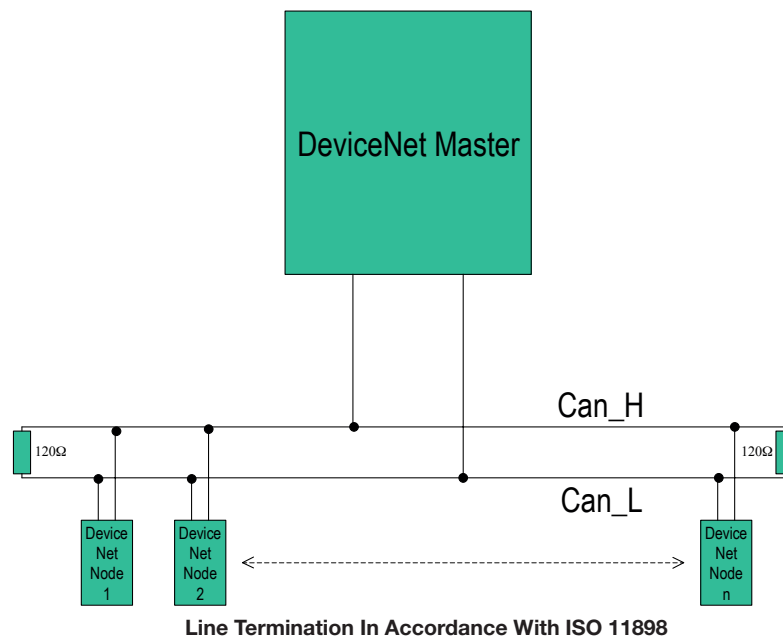 DeviceNet Master
Can_H
120Ω
120Ω
Can_L
Device
Net
Node
1
Device
Net
Node
2
Device
Net
Node
n
Line Termination In Accordance With ISO 11898